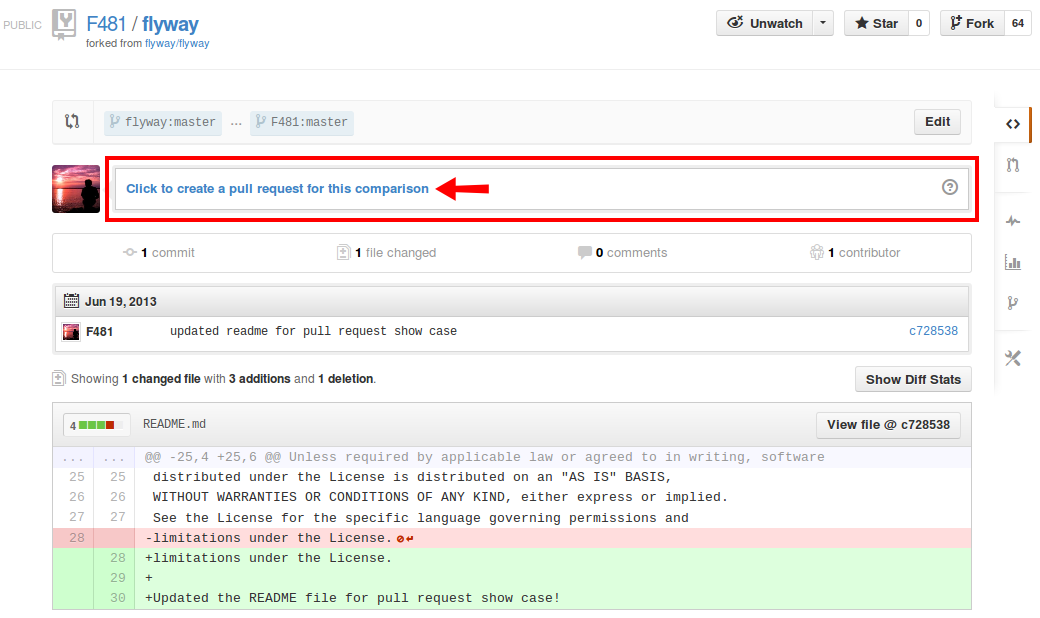 PUBLIC F481 / flyway
forked from flyway/flyway
Unwatch Star 0 Fork 64
flyway:master ... F481:master Edit
Click to create a pull request for this comparison
1 commit 1 file changed 0 comments 1 contributor
Jun 19, 2013
F481 updated readme for pull request show case c728538
Showing 1 changed file with 3 additions and 1 deletion.
Show Diff Stats
4 README.md View file @ c728538
... ... @@ -25,4 +25,6 @@ Unless required by applicable law or agreed to in writing, software
25 25 distributed under the License is distributed on an "AS IS" BASIS,
26 26 WITHOUT WARRANTIES OR CONDITIONS OF ANY KIND, either express or implied.
27 27 See the License for the specific language governing permissions and
28 -limitations under the License.
28 +limitations under the License.
29 +
30 +Updated the README file for pull request show case!